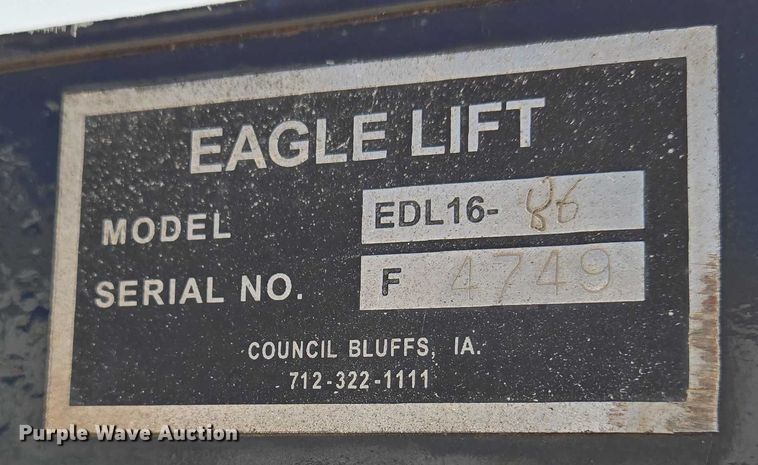 EAGLE LIFT
MODEL EDL16-86
SERIAL NO. F 4749
COUNCIL BLUFFS, IA.
712-322-1111
Purple Wave Auction